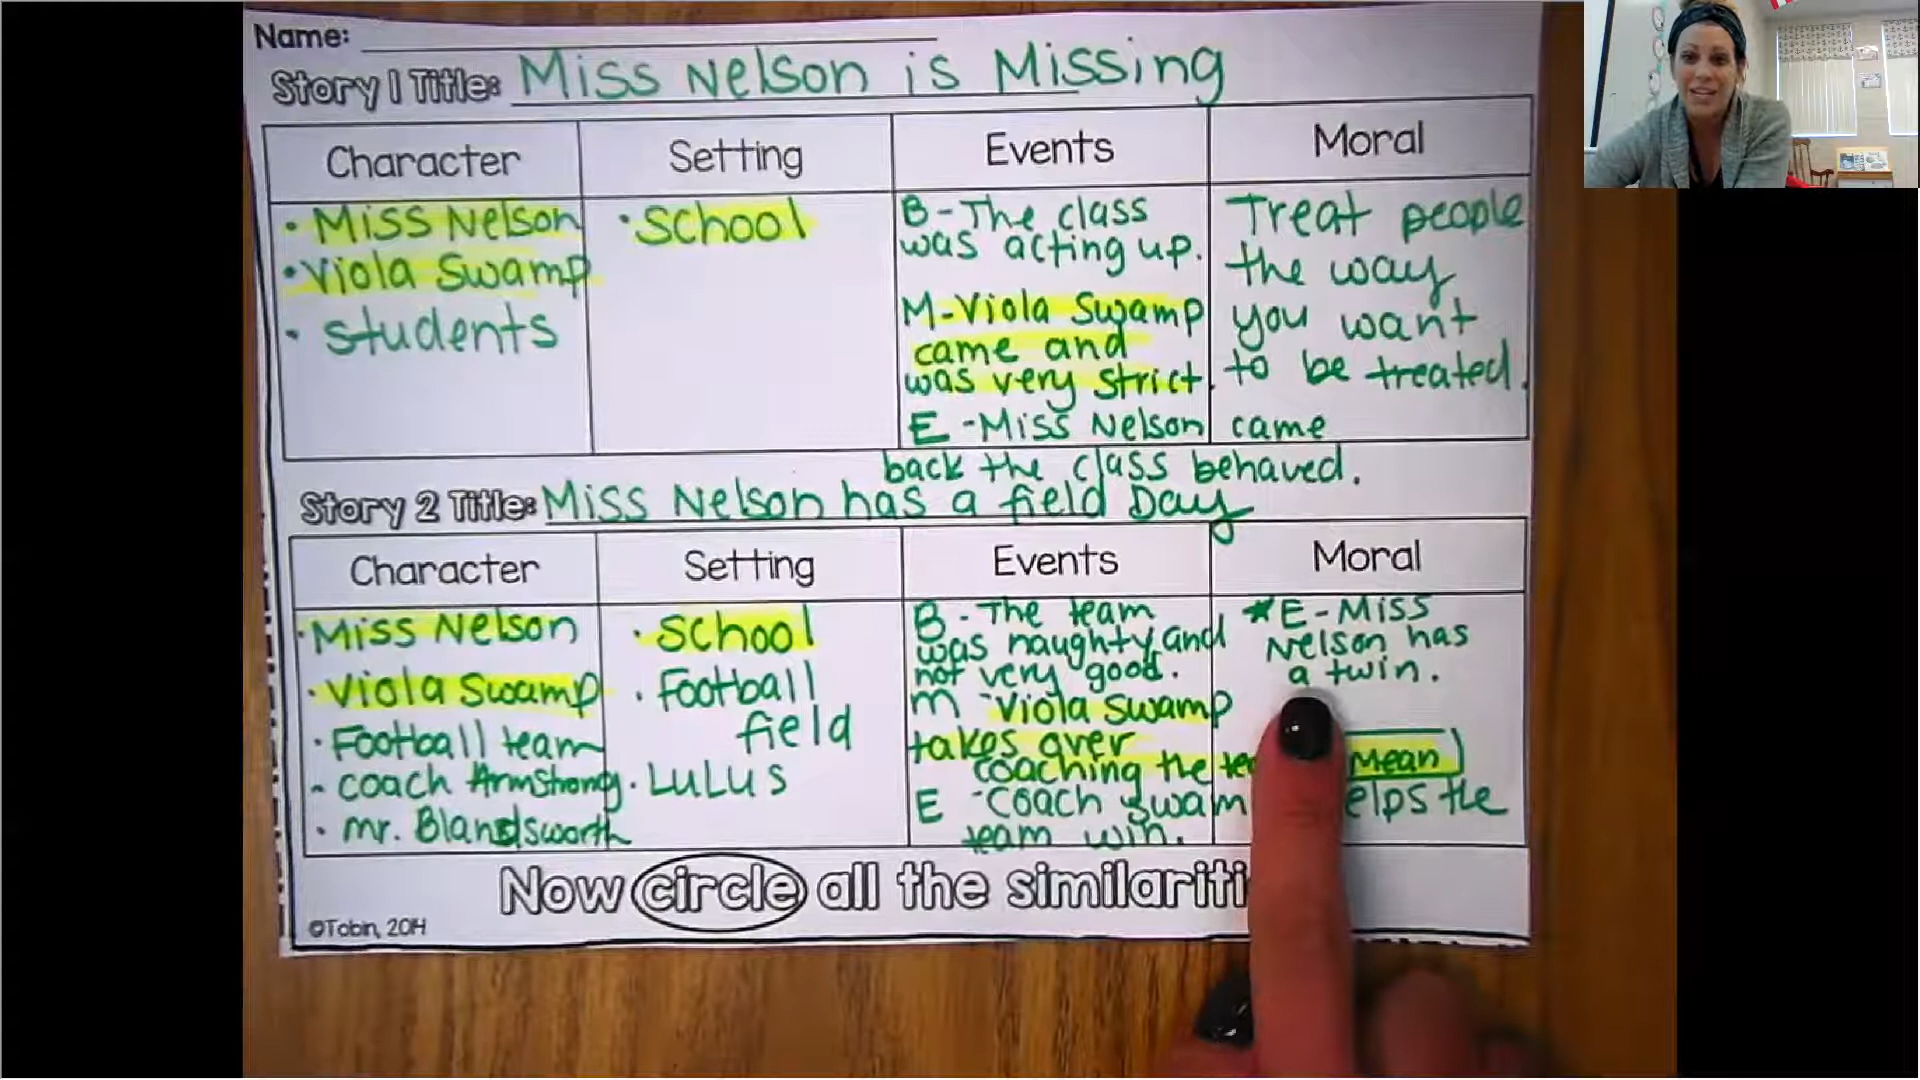 Name:
Story 1 Title: Miss Nelson is Missing
Character Setting Events Moral
• Miss Nelson
• Viola Swamp
• students
• School
B - The class
was acting up.
M - Viola Swamp
came and
was very strict.
E - Miss Nelson came
back the class behaved.
Treat people
the way
you want
to be treated.
Story 2 Title: Miss Nelson has a field Day
Character Setting Events Moral
• Miss Nelson
• Viola Swamp
• Football team
- coach Armstrong
• mr. Blandsworth
• School
• Football
field
• LuLus
B - The team
was naughty and
not very good.
M - Viola Swamp
takes over
coaching the mean
E - Coach Swam elps the
team win.
★ E - Miss
Nelson has
a twin.
Now circle all the similariti
©Tobin, 2014